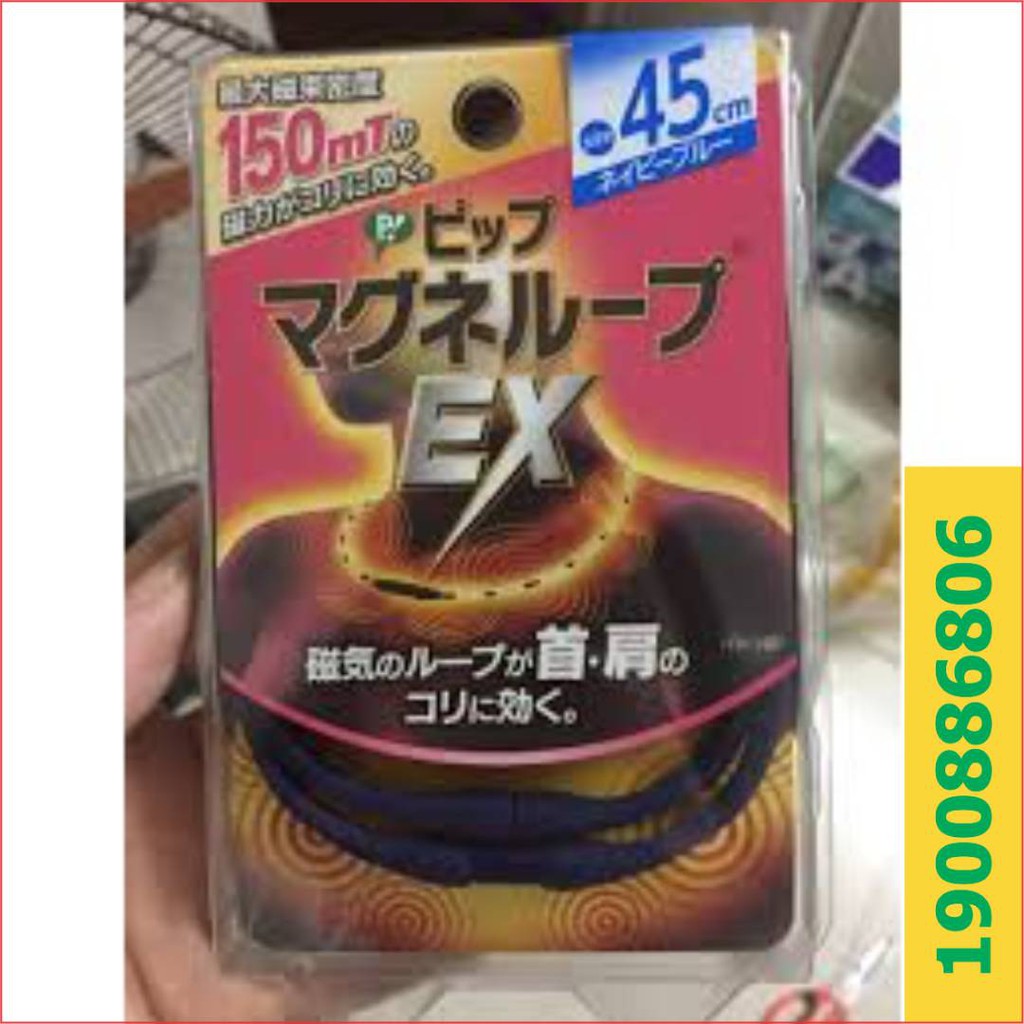 最大磁束密度
150mTの
磁力がコリに効く。
45cm
ネイビーブルー
ピップ
マグネループ
EX
磁気のループが首・肩の
コリに効く。
1900886806